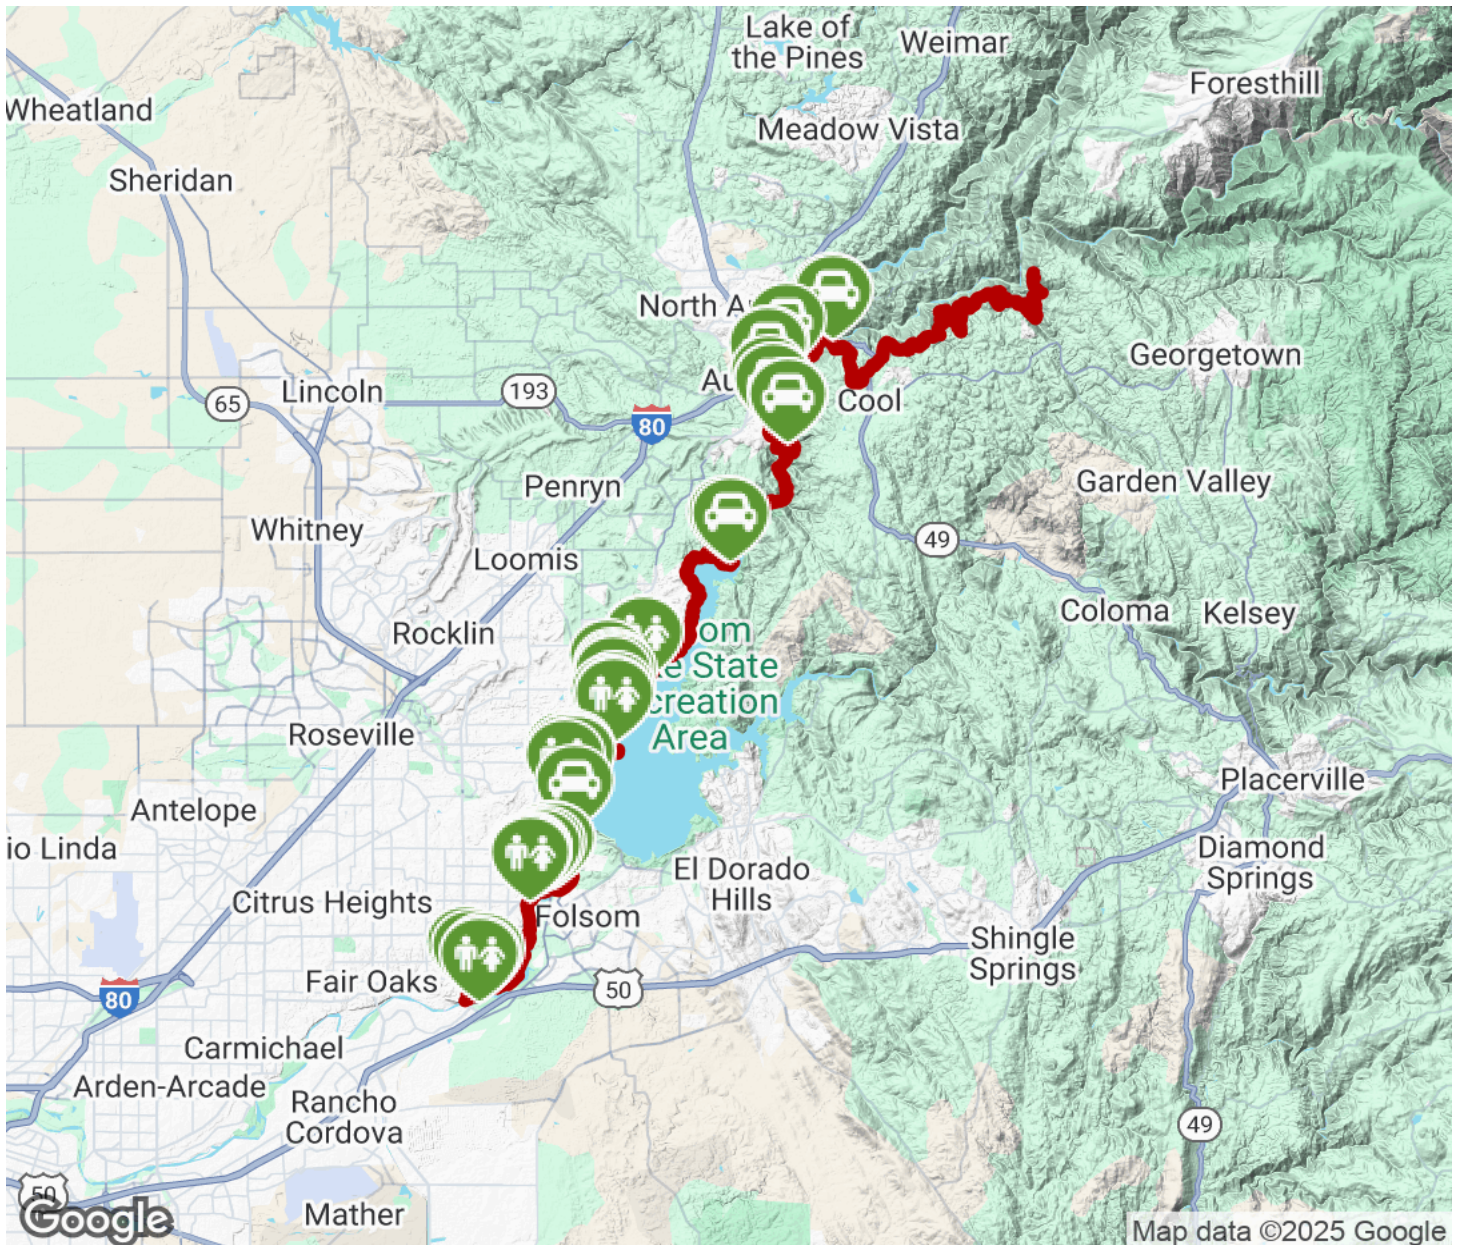 Lake of
the Pines
Weimar
Foresthill
Wheatland
Meadow Vista
Sheridan
North A
Georgetown
Lincoln
193
65
Au
Cool
80
Penryn
Garden Valley
Whitney
49
Loomis
Coloma
Kelsey
Rocklin
om
ke State
creation
Area
Roseville
Placerville
Antelope
io Linda
Diamond
Springs
El Dorado
Hills
Citrus Heights
Folsom
Shingle
Springs
Fair Oaks
50
80
Carmichael
Arden-Arcade
Rancho
Cordova
49
50
Mather
Google
Map data ©2025 Google